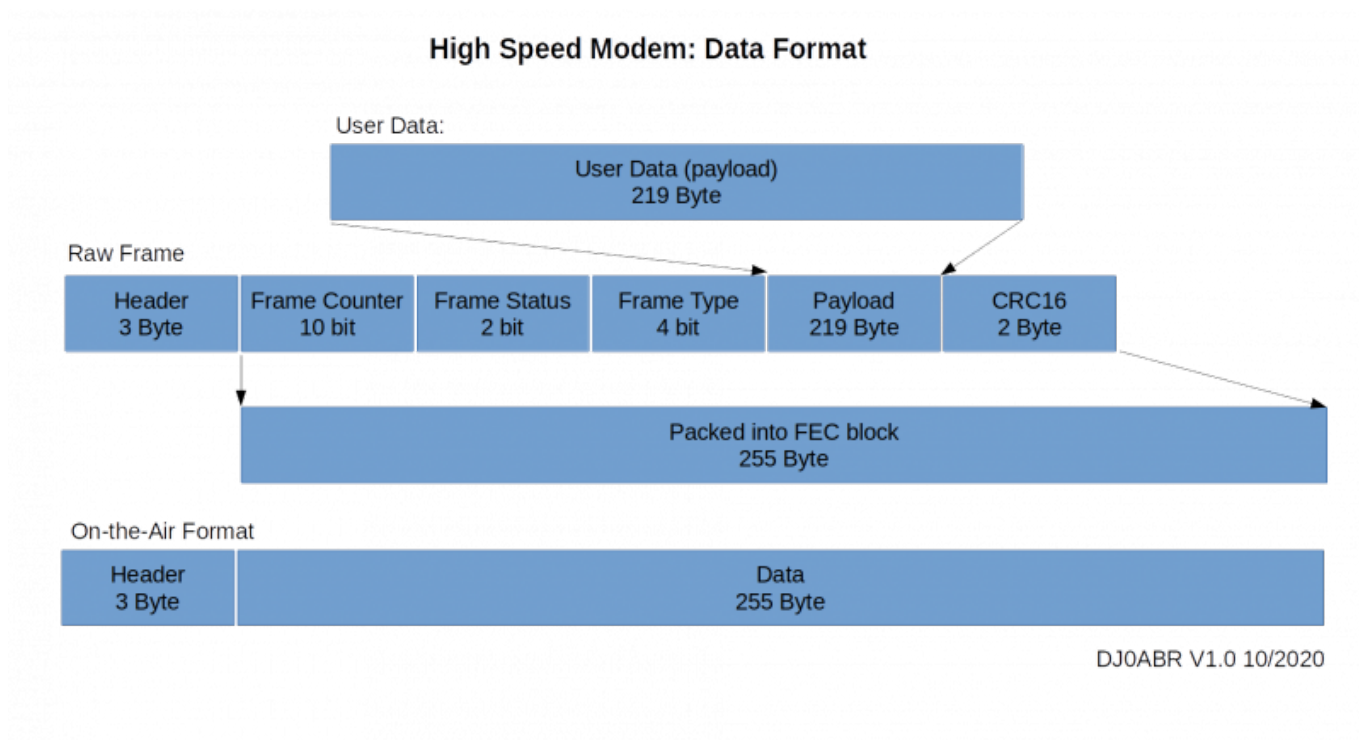 High Speed Modem: Data Format
User Data:
User Data (payload)
219 Byte
Raw Frame
Header
3 Byte
Frame Counter
10 bit
Frame Status
2 bit
Frame Type
4 bit
Payload
219 Byte
CRC16
2 Byte
Packed into FEC block
255 Byte
On-the-Air Format
Header
3 Byte
Data
255 Byte
DJ0ABR V1.0 10/2020